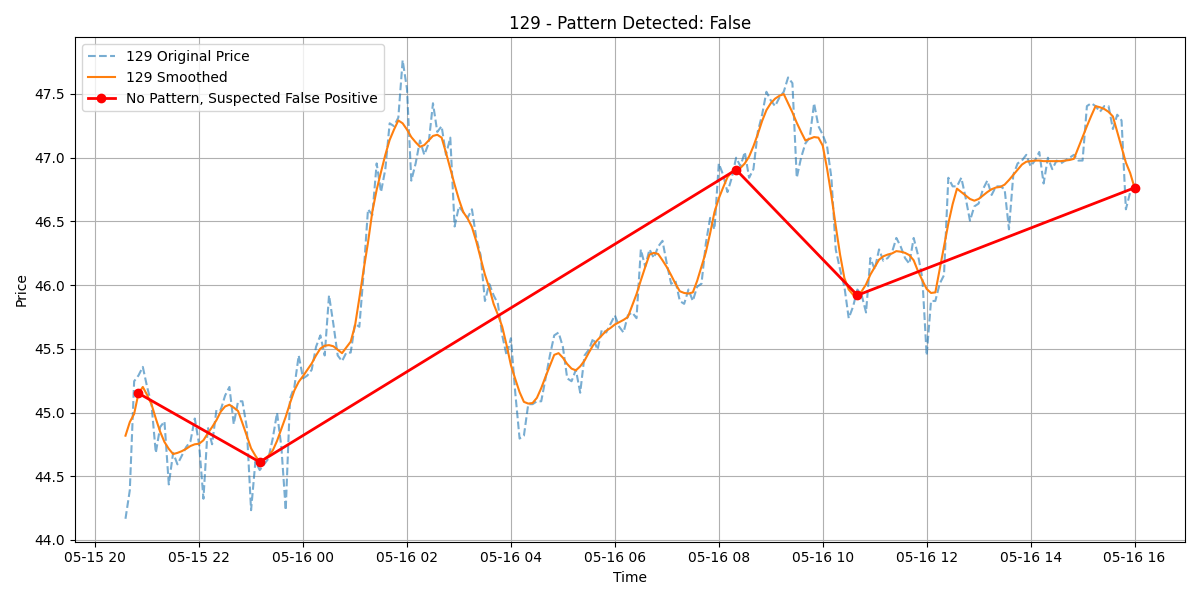 129 - Pattern Detected: False
129 Original Price
129 Smoothed
No Pattern, Suspected False Positive
Price
47.5
47.0
46.5
46.0
45.5
45.0
44.5
44.0
05-15 20 05-15 22 05-16 00 05-16 02 05-16 04 05-16 06 05-16 08 05-16 10 05-16 12 05-16 14 05-16 16
Time